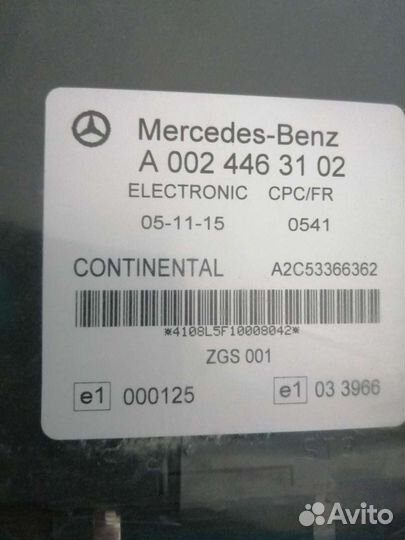 Mercedes-Benz
A 002 446 31 02
ELECTRONIC CPC/FR
05-11-15 0541
CONTINENTAL A2C53366362
*4108L5F10008042*
ZGS 001
e1 000125 e1 03 3966
Avito